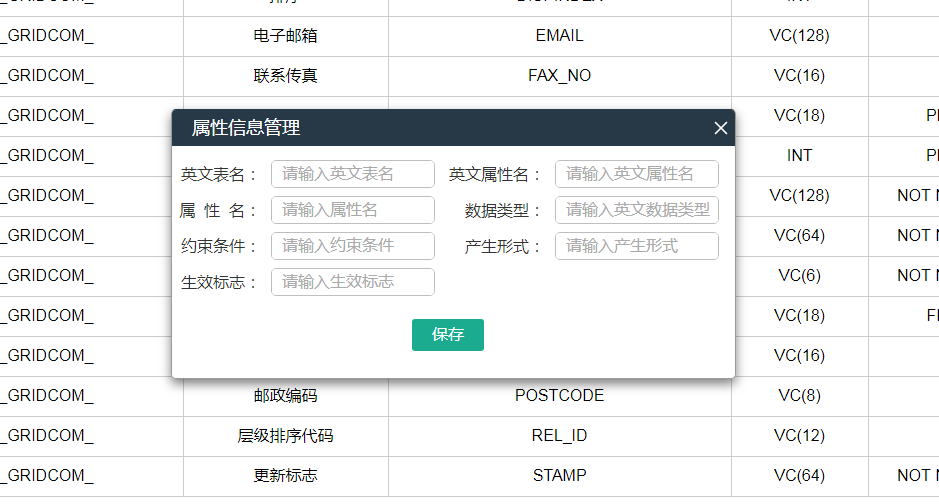 _GRIDCOM_ 电子邮箱 EMAIL VC(128)
_GRIDCOM_ 联系传真 FAX_NO VC(16)
_GRIDCOM_ VC(18)
属性信息管理
_GRIDCOM_ INT
英文表名： 请输入英文表名 英文属性名： 请输入英文属性名
_GRIDCOM_ VC(128) NOT
属 性 名： 请输入属性名 数据类型： 请输入英文数据类型
_GRIDCOM_ VC(64) NOT
约束条件： 请输入约束条件 产生形式： 请输入产生形式
_GRIDCOM_ VC(6) NOT
生效标志： 请输入生效标志
_GRIDCOM_ VC(18)
保存
_GRIDCOM_ VC(16)
_GRIDCOM_ 邮政编码 POSTCODE VC(8)
_GRIDCOM_ 层级排序代码 REL_ID VC(12)
_GRIDCOM_ 更新标志 STAMP VC(64) NOT